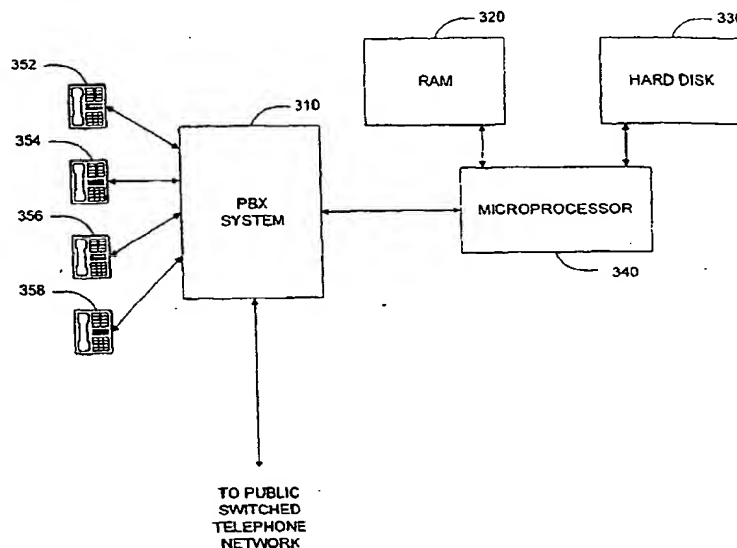 320
330
352
RAM
HARD DISK
310
354
PBX
SYSTEM
MICROPROCESSOR
356
340
358
TO PUBLIC
SWITCHED
TELEPHONE
NETWORK